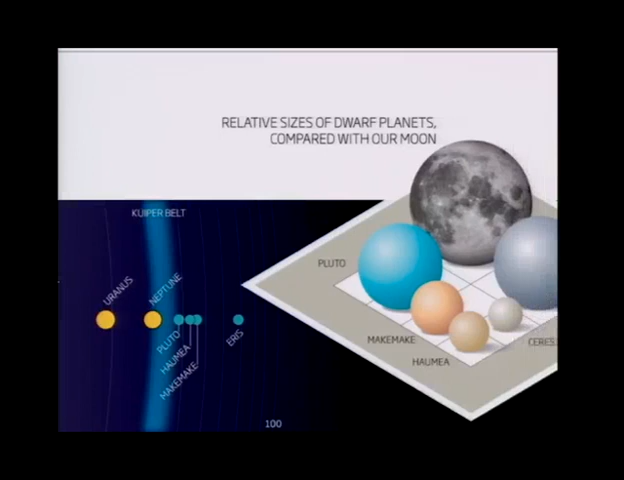 RELATIVE SIZES OF DWARF PLANETS,
COMPARED WITH OUR MOON
KUIPER BELT
URANUS
NEPTUNE
PLUTO
HAUMEA
MAKEMAKE
ERIS
100
PLUTO
MAKEMAKE
HAUMEA
CERES